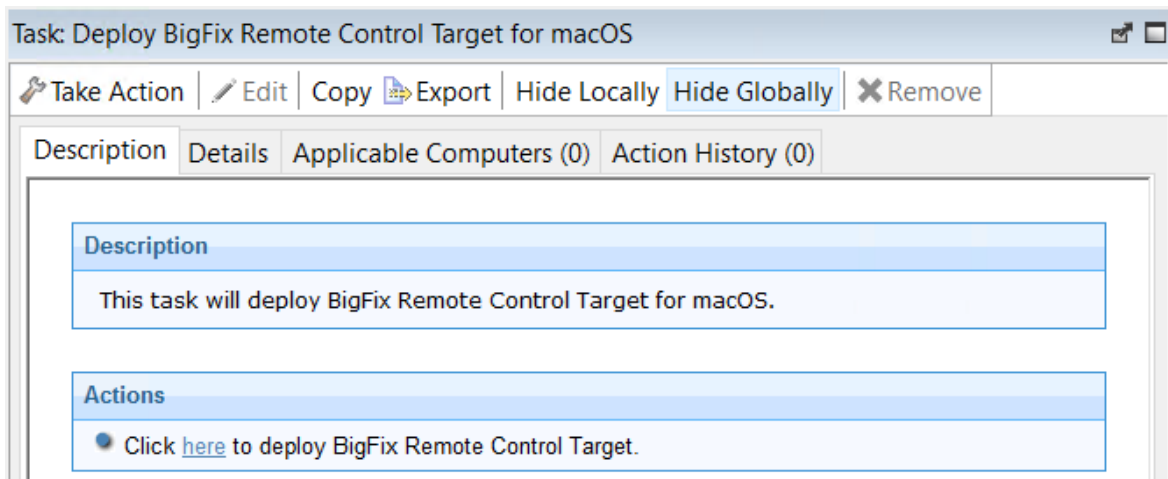 Task: Deploy BigFix Remote Control Target for macOS
Take Action Edit Copy Export Hide Locally Hide Globally Remove
Description Details Applicable Computers (0) Action History (0)
Description
This task will deploy BigFix Remote Control Target for macOS.
Actions
Click here to deploy BigFix Remote Control Target.